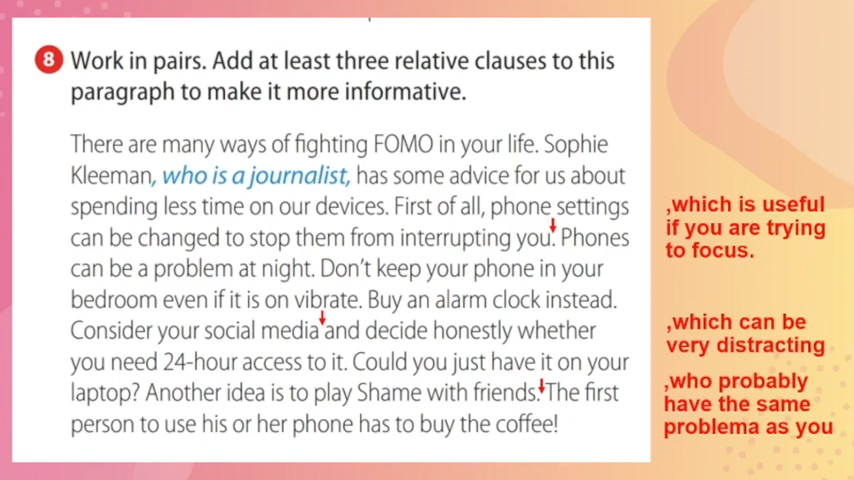 8 Work in pairs. Add at least three relative clauses to this
paragraph to make it more informative.
There are many ways of fighting FOMO in your life. Sophie
Kleeman, who is a journalist, has some advice for us about
spending less time on our devices. First of all, phone settings
can be changed to stop them from interrupting you. Phones
can be a problem at night. Don't keep your phone in your
bedroom even if it is on vibrate. Buy an alarm clock instead.
Consider your social media and decide honestly whether
you need 24-hour access to it. Could you just have it on your
laptop? Another idea is to play Shame with friends. The first
person to use his or her phone has to buy the coffee!
,which is useful
if you are trying
to focus.
,which can be
very distracting
,who probably
have the same
problema as you